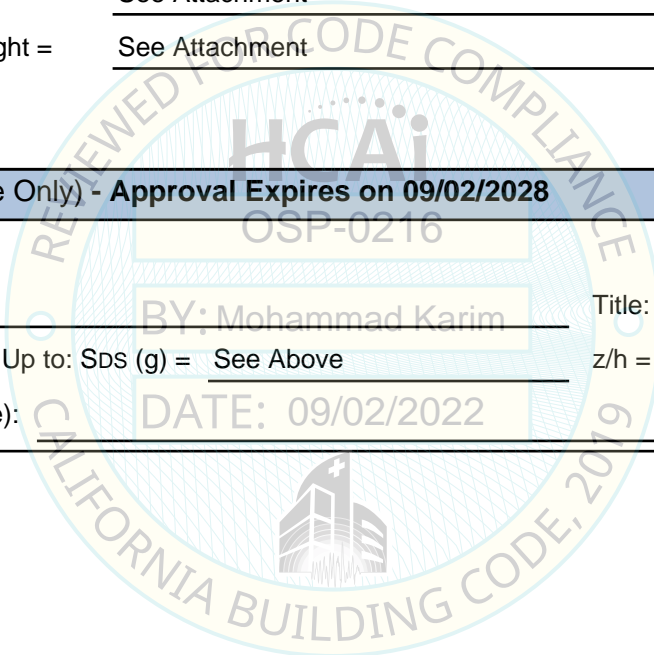 See Attachment
ght = See Attachment
e Only) - Approval Expires on 09/02/2028
Title:
Up to: SDS (g) = See Above z/h =
e):
REVIEWED FOR CODE COMPLIANCE
HCAi
OSP-0216
BY: Mohammad Karim
DATE: 09/02/2022
CALIFORNIA BUILDING CODE, 2019